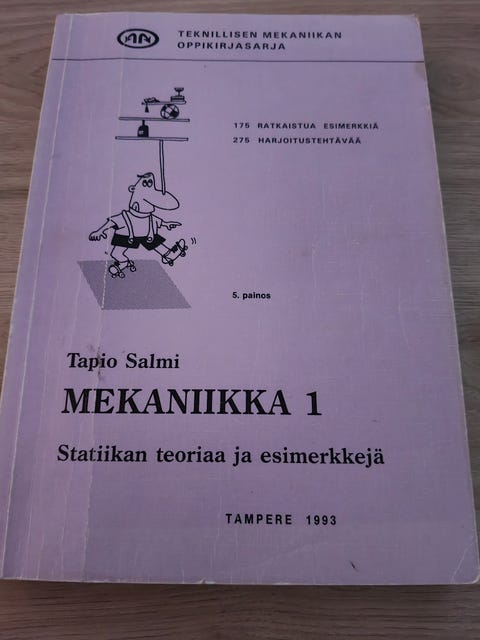 TEKNILLISEN MEKANIIKAN
OPPIKIRJASARJA
175 RATKAISTUA ESIMERKKIÄ
275 HARJOITUSTEHTÄVÄÄ
5. painos
Tapio Salmi
MEKANIIKKA 1
Statiikan teoriaa ja esimerkkejä
TAMPERE 1993